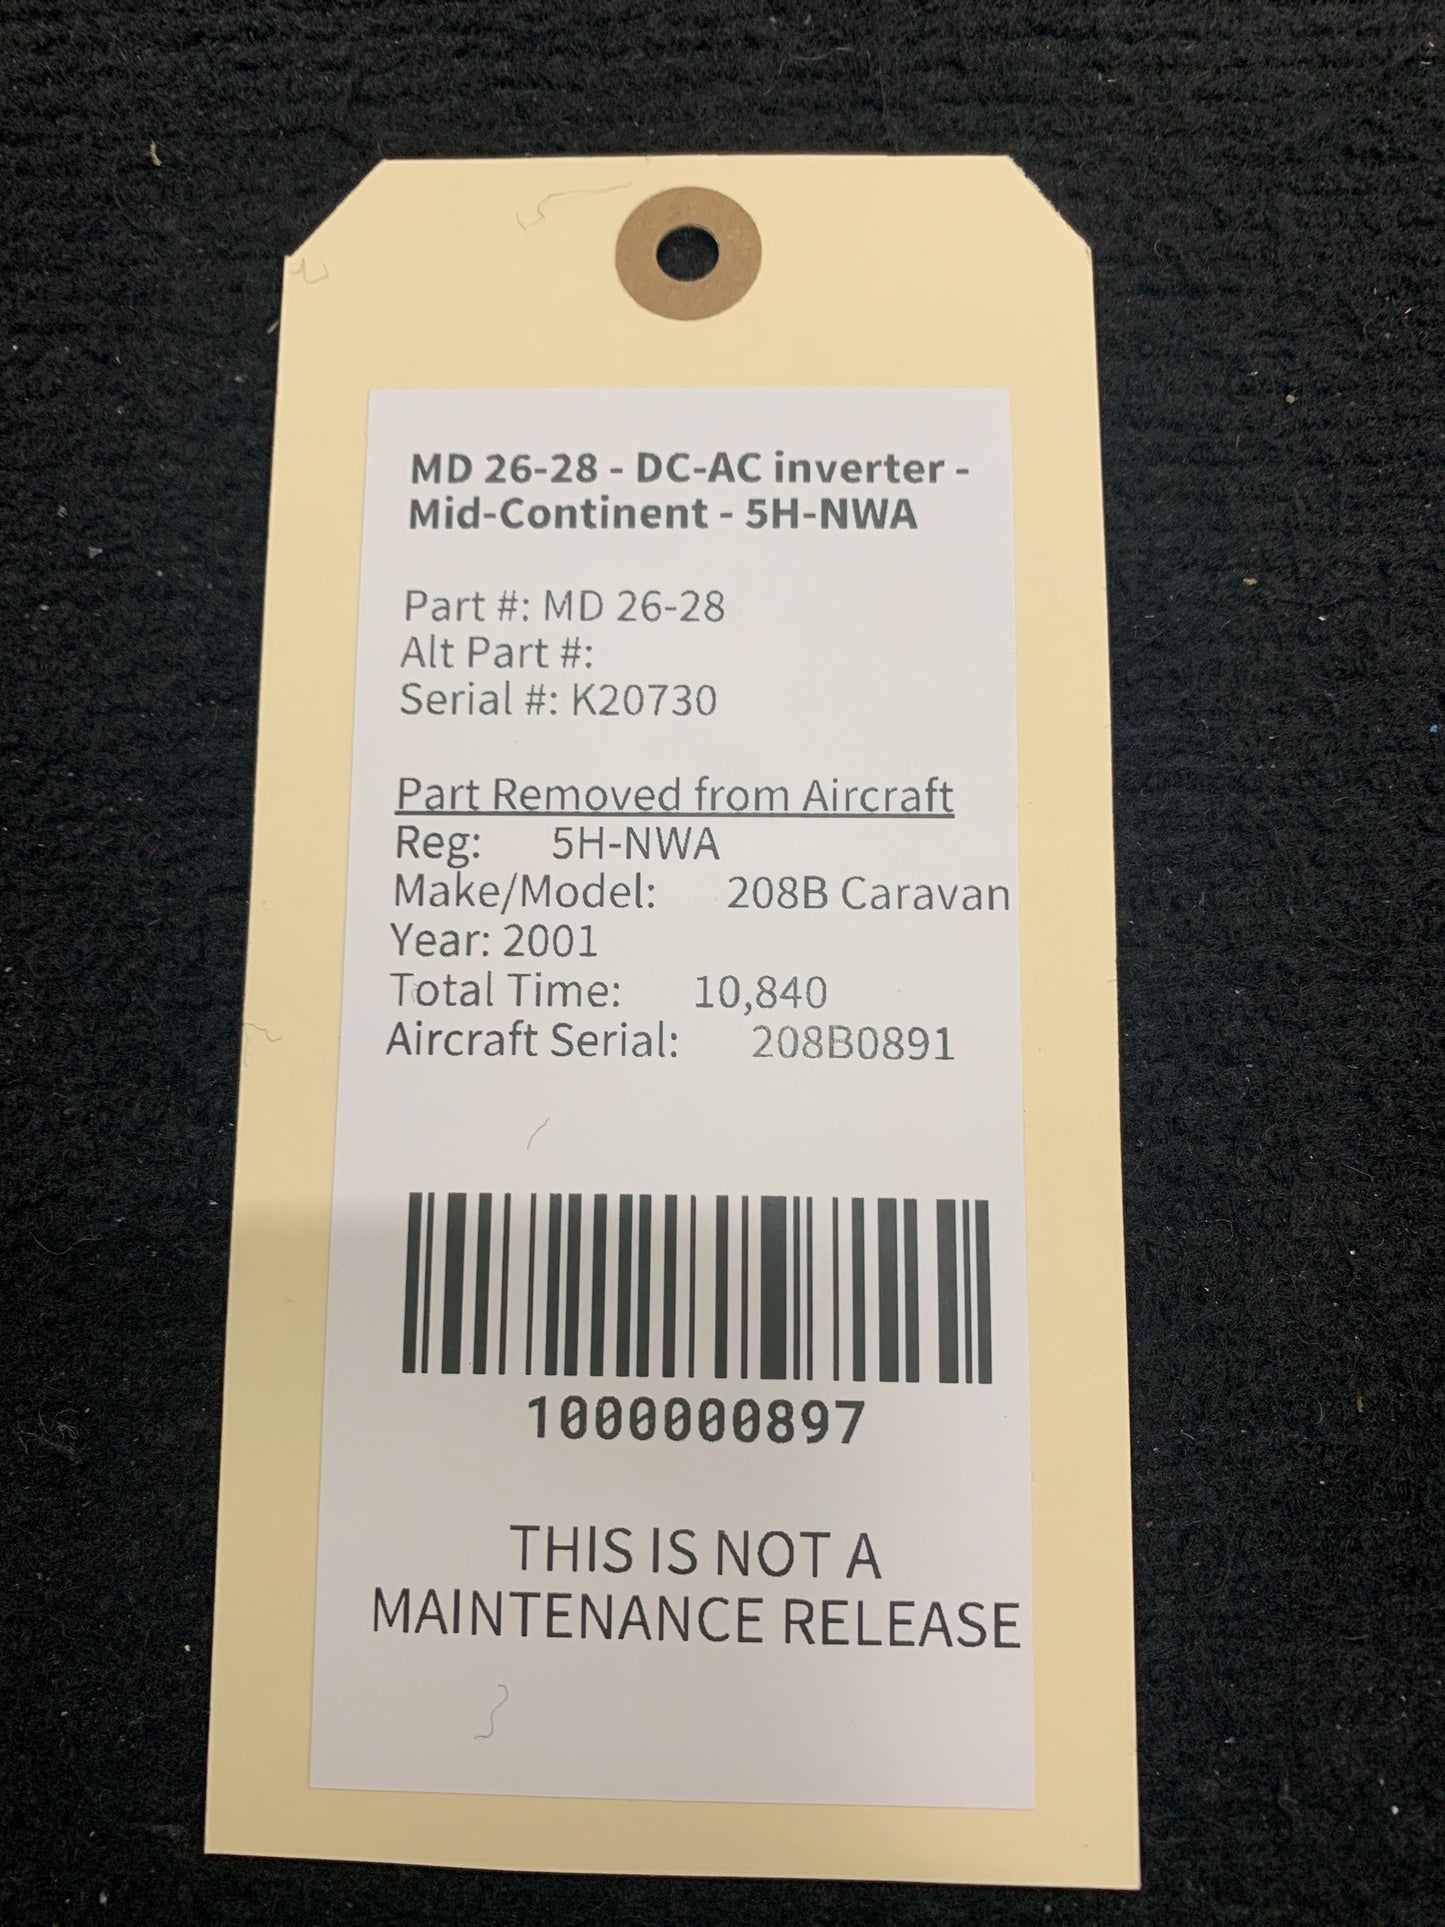 MD 26-28 - DC-AC inverter -
Mid-Continent - 5H-NWA
Part #: MD 26-28
Alt Part #:
Serial #: K20730
Part Removed from Aircraft
Reg: 5H-NWA
Make/Model: 208B Caravan
Year: 2001
Total Time: 10,840
Aircraft Serial: 208B0891
1000000897
THIS IS NOT A
MAINTENANCE RELEASE